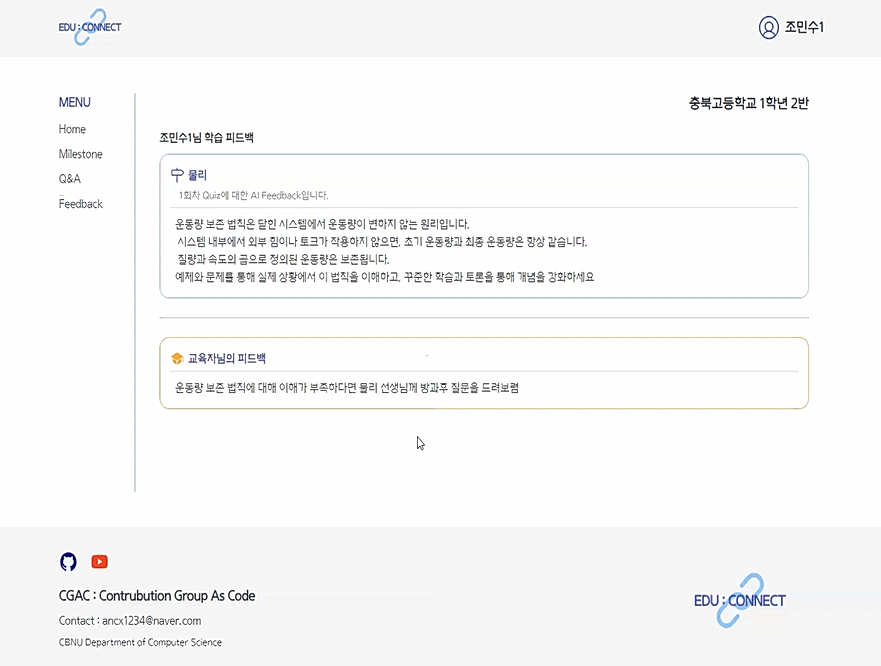 EDU : CONNECT
조민수1
MENU
Home
Milestone
Q&A
Feedback
충북고등학교 1학년 2반
조민수1님 학습 피드백
물리
1회차 Quiz에 대한 AI Feedback입니다.
운동량 보존 법칙은 닫힌 시스템에서 운동량이 변하지 않는 원리입니다.
시스템 내부에서 외부 힘이나 토크가 작용하지 않으면, 초기 운동량과 최종 운동량은 항상 같습니다.
질량과 속도의 곱으로 정의된 운동량은 보존됩니다.
예제와 문제를 통해 실제 상황에서 이 법칙을 이해하고, 꾸준한 학습과 토론을 통해 개념을 강화하세요
교육자님의 피드백
운동량 보존 법칙에 대해 이해가 부족하다면 물리 선생님께 방과후 질문을 드려보렴
CGAC : Contrubution Group As Code
Contact : ancx1234@naver.com
CBNU Department of Computer Science
EDU : CONNECT